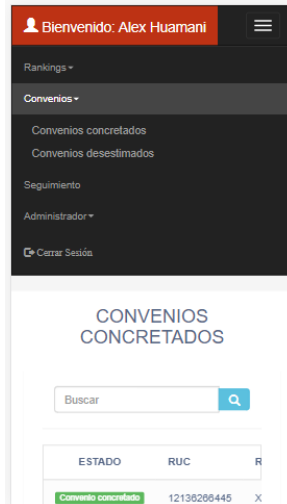 Bienvenido: Alex Huamani
Rankings
Convenios
Convenios concretados
Convenios desestimados
Seguimiento
Administrador
Cerrar Sesión
CONVENIOS
CONCRETADOS
Buscar
ESTADO RUC R
Convenio concretado 12136266445 X